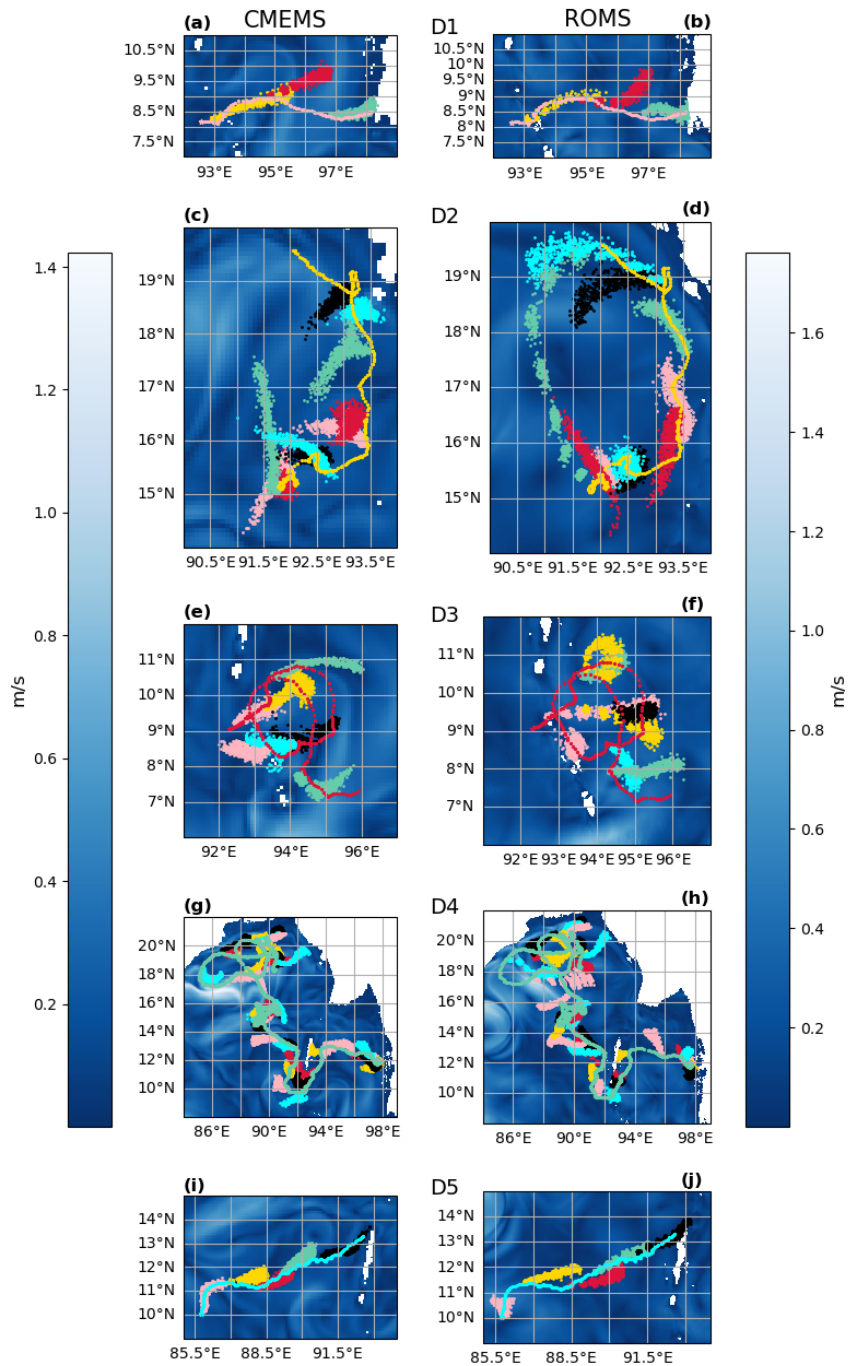 CMEMS ROMS
(a) D1 (b)
10.5°N 10.5°N
10°N
9.5°N 9.5°N
9°N
8.5°N 8.5°N
8°N
7.5°N 7.5°N
93°E 95°E 97°E 93°E 95°E 97°E
(c) D2 (d)
19°N 19°N
18°N 18°N
17°N 17°N
16°N 16°N
15°N 15°N
90.5°E 91.5°E 92.5°E 93.5°E 90.5°E 91.5°E 92.5°E 93.5°E
1.4
1.2
1.0
0.8
0.6
0.4
0.2
m/s
1.6
1.4
1.2
1.0
0.8
0.6
0.4
0.2
m/s
(e) D3 (f)
11°N 11°N
10°N 10°N
9°N 9°N
8°N 8°N
7°N 7°N
92°E 94°E 96°E 92°E 93°E 94°E 95°E 96°E
(g) D4 (h)
20°N 20°N
18°N 18°N
16°N 16°N
14°N 14°N
12°N 12°N
10°N 10°N
86°E 90°E 94°E 98°E 86°E 90°E 94°E 98°E
(i) D5 (j)
14°N 14°N
13°N 13°N
12°N 12°N
11°N 11°N
10°N 10°N
85.5°E 88.5°E 91.5°E 85.5°E 88.5°E 91.5°E